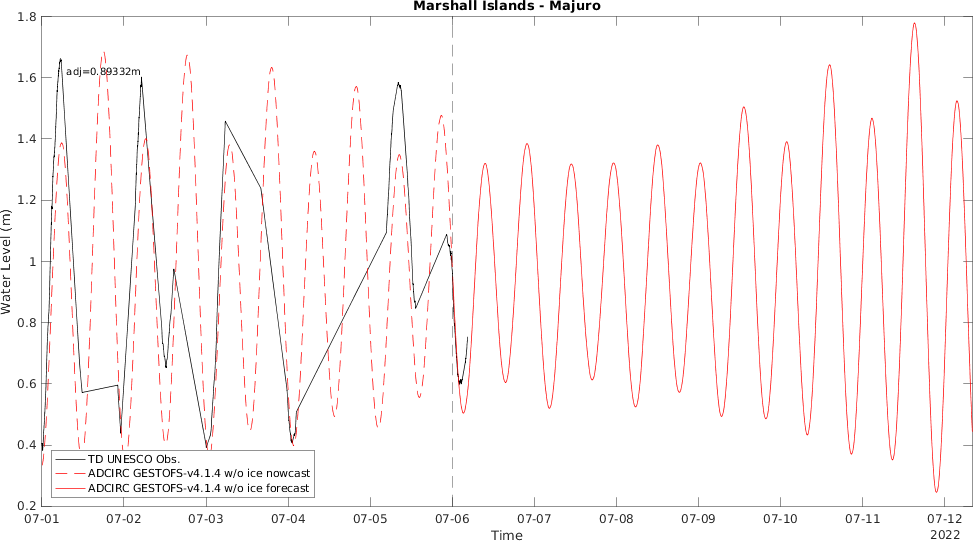 Marshall Islands - Majuro
1.8
1.6
1.4
1.2
1
0.8
0.6
0.4
0.2
Water Level (m)
adj=0.89332m
TD UNESCO Obs.
ADCIRC GESTOFS-v4.1.4 w/o ice nowcast
ADCIRC GESTOFS-v4.1.4 w/o ice forecast
07-01 07-02 07-03 07-04 07-05 07-06 07-07 07-08 07-09 07-10 07-11 07-12
2022
Time